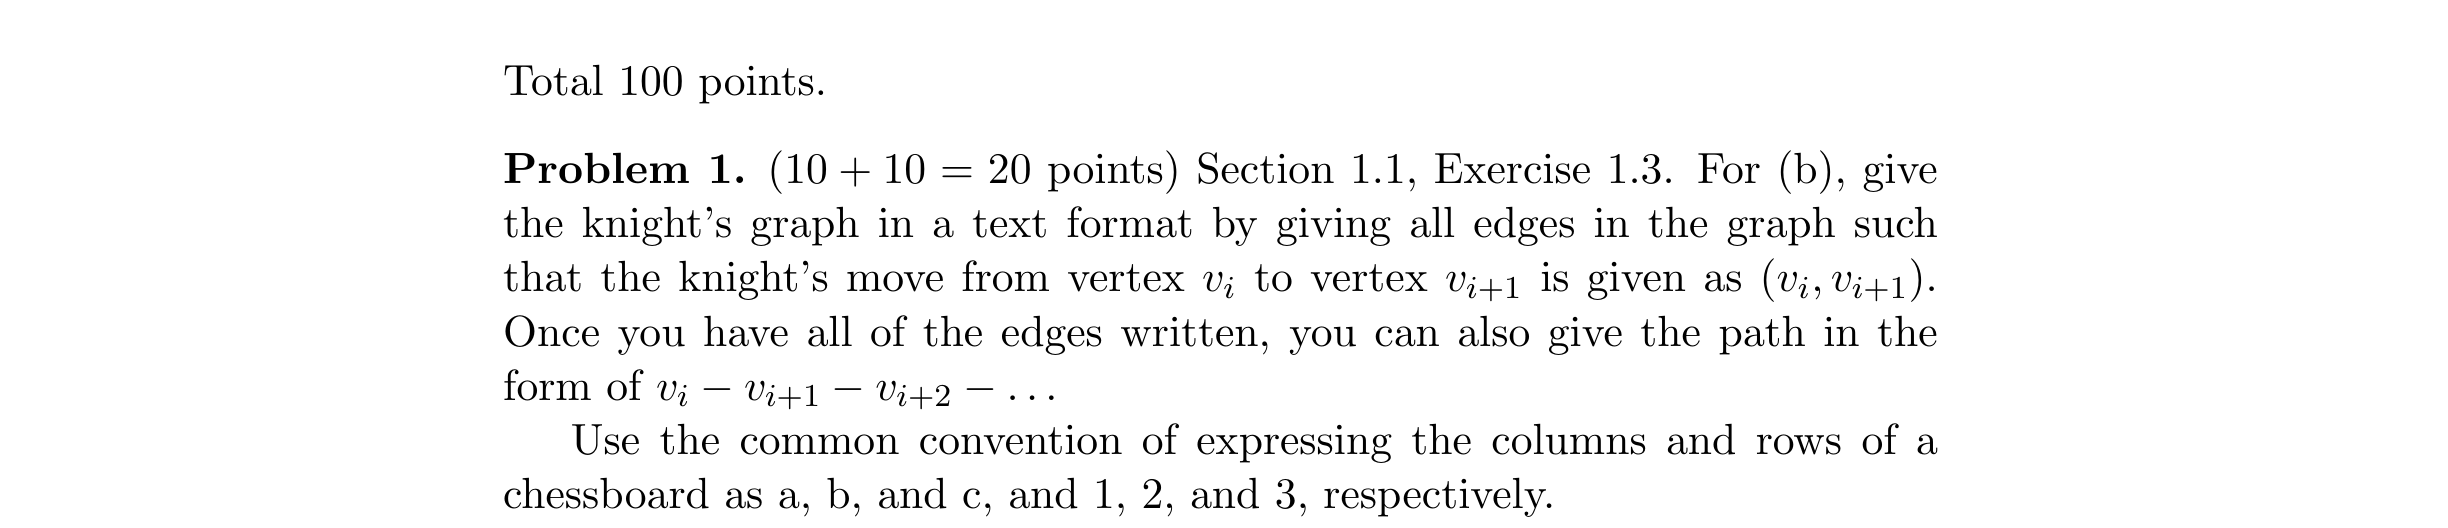 Total 100 points.
Problem 1. (10 + 10 = 20 points) Section 1.1, Exercise 1.3. For (b), give
the knight's graph in a text format by giving all edges in the graph such
that the knight's move from vertex v_i to vertex v_{i+1} is given as (v_i, v_{i+1}).
Once you have all of the edges written, you can also give the path in the
form of v_i − v_{i+1} − v_{i+2} − . . .
Use the common convention of expressing the columns and rows of a
chessboard as a, b, and c, and 1, 2, and 3, respectively.